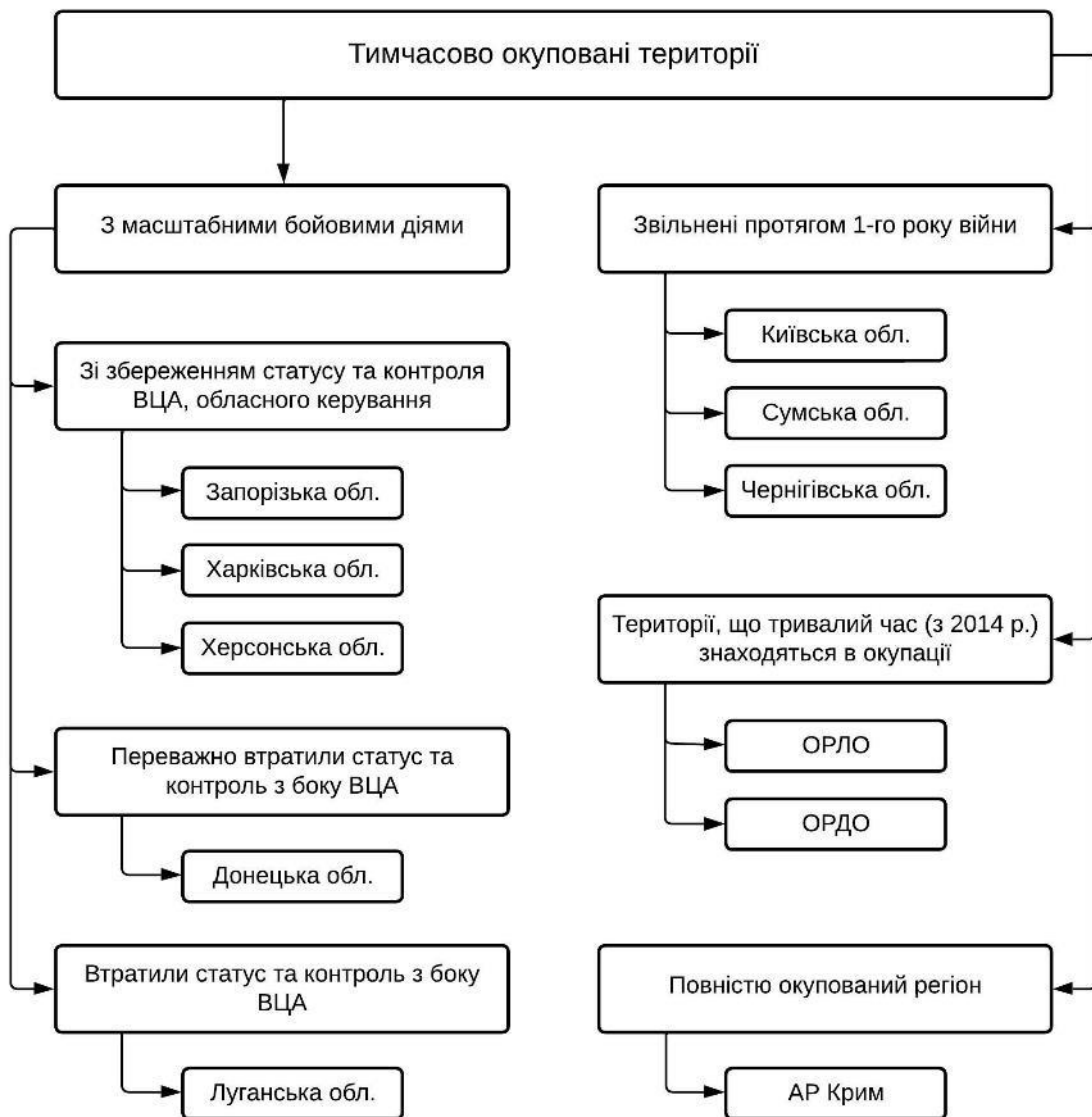 Тимчасово окуповані території
З масштабними бойовими діями
Зі збереженням статусу та контроля
ВЦА, обласного керування
Запорізька обл.
Харківська обл.
Херсонська обл.
Переважно втратили статус та
контроль з боку ВЦА
Донецька обл.
Втратили статус та контроль з боку
ВЦА
Луганська обл.
Звільнені протягом 1-го року війни
Київська обл.
Сумська обл.
Чернігівська обл.
Території, що тривалий час (з 2014 р.)
знаходяться в окупації
ОРЛО
ОРДО
Повністю окупований регіон
АР Крим